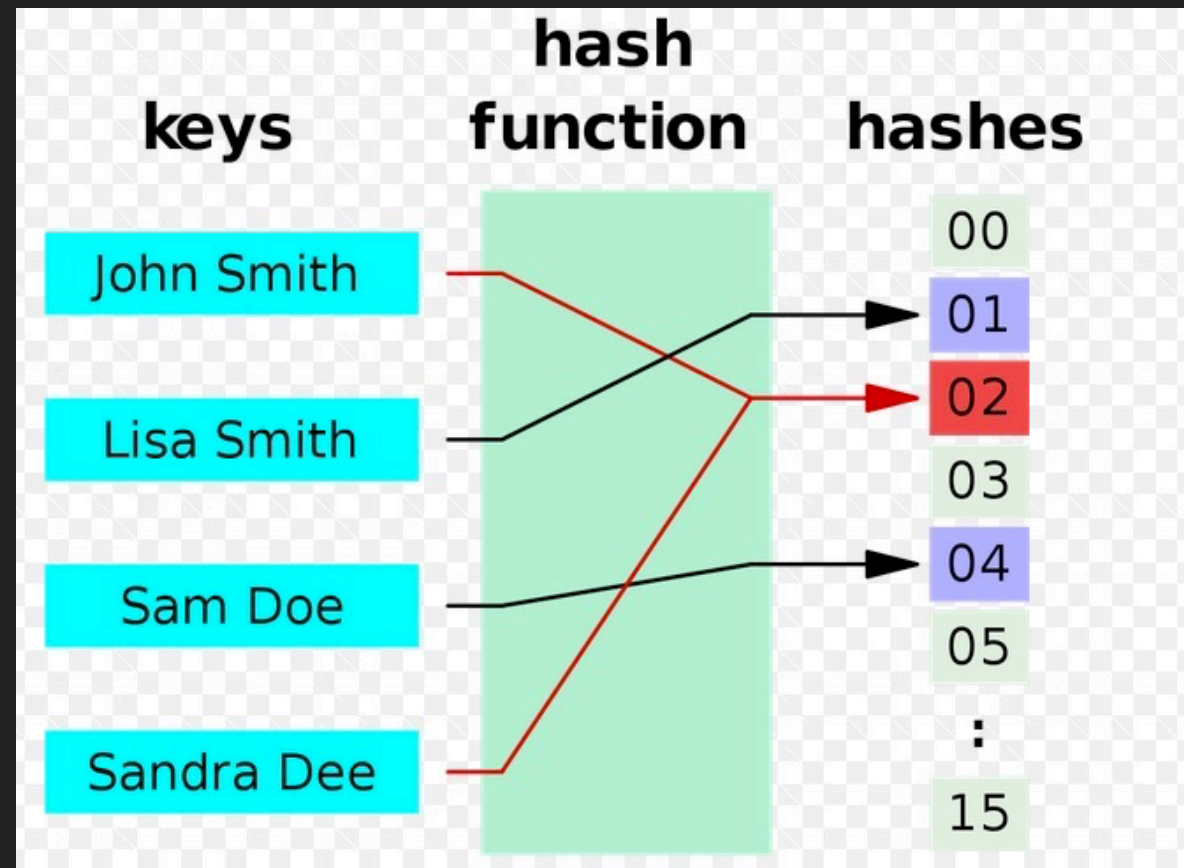 hash
keys function hashes
John Smith
Lisa Smith
Sam Doe
Sandra Dee
00
01
02
03
04
05
:
15